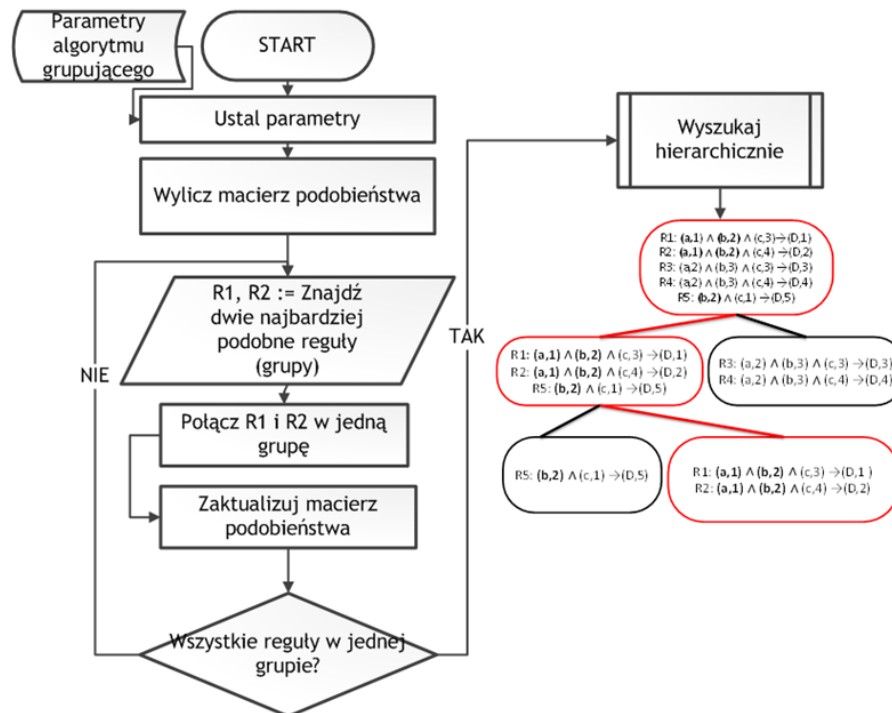 Parametry
algorytmu
grupującego
START
Ustal parametry
Wylicz macierz podobieństwa
R1, R2 := Znajdź
dwie najbardziej
podobne reguły
(grupy)
NIE
TAK
Połącz R1 i R2 w jedną
grupę
Zaktualizuj macierz
podobieństwa
Wszystkie reguły w jednej
grupie?
Wyszukaj
hierarchicznie
R1: (a,1) ∧ (b,2) ∧ (c,3)→(D,1)
R2: (a,1) ∧ (b,2) ∧ (c,4)→(D,2)
R3: (a,2) ∧ (b,3) ∧ (c,3)→(D,3)
R4: (a,2) ∧ (b,3) ∧ (c,4)→(D,4)
R5: (b,2) ∧ (c,1)→(D,5)
R1: (a,1) ∧ (b,2) ∧ (c,3) →(D,1)
R2: (a,1) ∧ (b,2) ∧ (c,4) →(D,2)
R5: (b,2) ∧ (c,1) →(D,5)
R3: (a,2) ∧ (b,3) ∧ (c,3) →(D,3)
R4: (a,2) ∧ (b,3) ∧ (c,4) →(D,4)
R5: (b,2) ∧ (c,1) →(D,5)
R1: (a,1) ∧ (b,2) ∧ (c,3) →(D,1)
R2: (a,1) ∧ (b,2) ∧ (c,4) →(D,2)